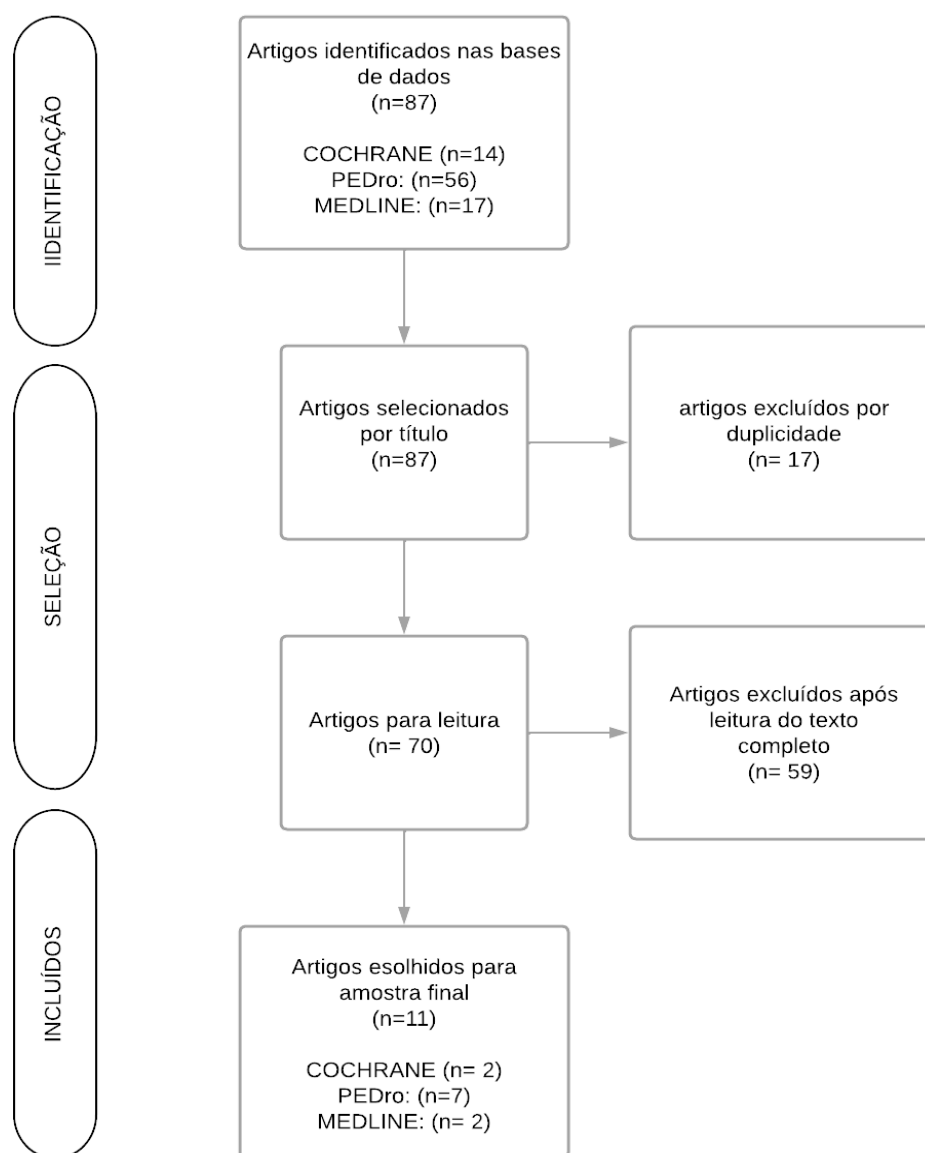 IIDENTIFICAÇÃO
Artigos identificados nas bases
de dados
(n=87)
COCHRANE (n=14)
PEDro: (n=56)
MEDLINE: (n=17)
SELEÇÃO
Artigos selecionados
por título
(n=87)
artigos excluídos por
duplicidade
(n= 17)
Artigos para leitura
(n= 70)
Artigos excluídos após
leitura do texto
completo
(n= 59)
INCLUÍDOS
Artigos esolhidos para
amostra final
(n=11)
COCHRANE (n= 2)
PEDro: (n=7)
MEDLINE: (n= 2)